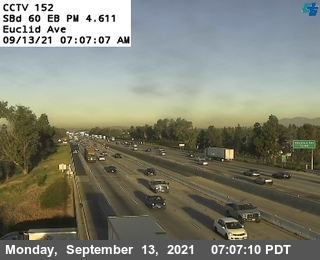 CCTV 152
SBd 60 EB PM 4.611
Euclid Ave
09/13/21 07:07:07 AM
Monday, September 13, 2021 07:07:10 PDT